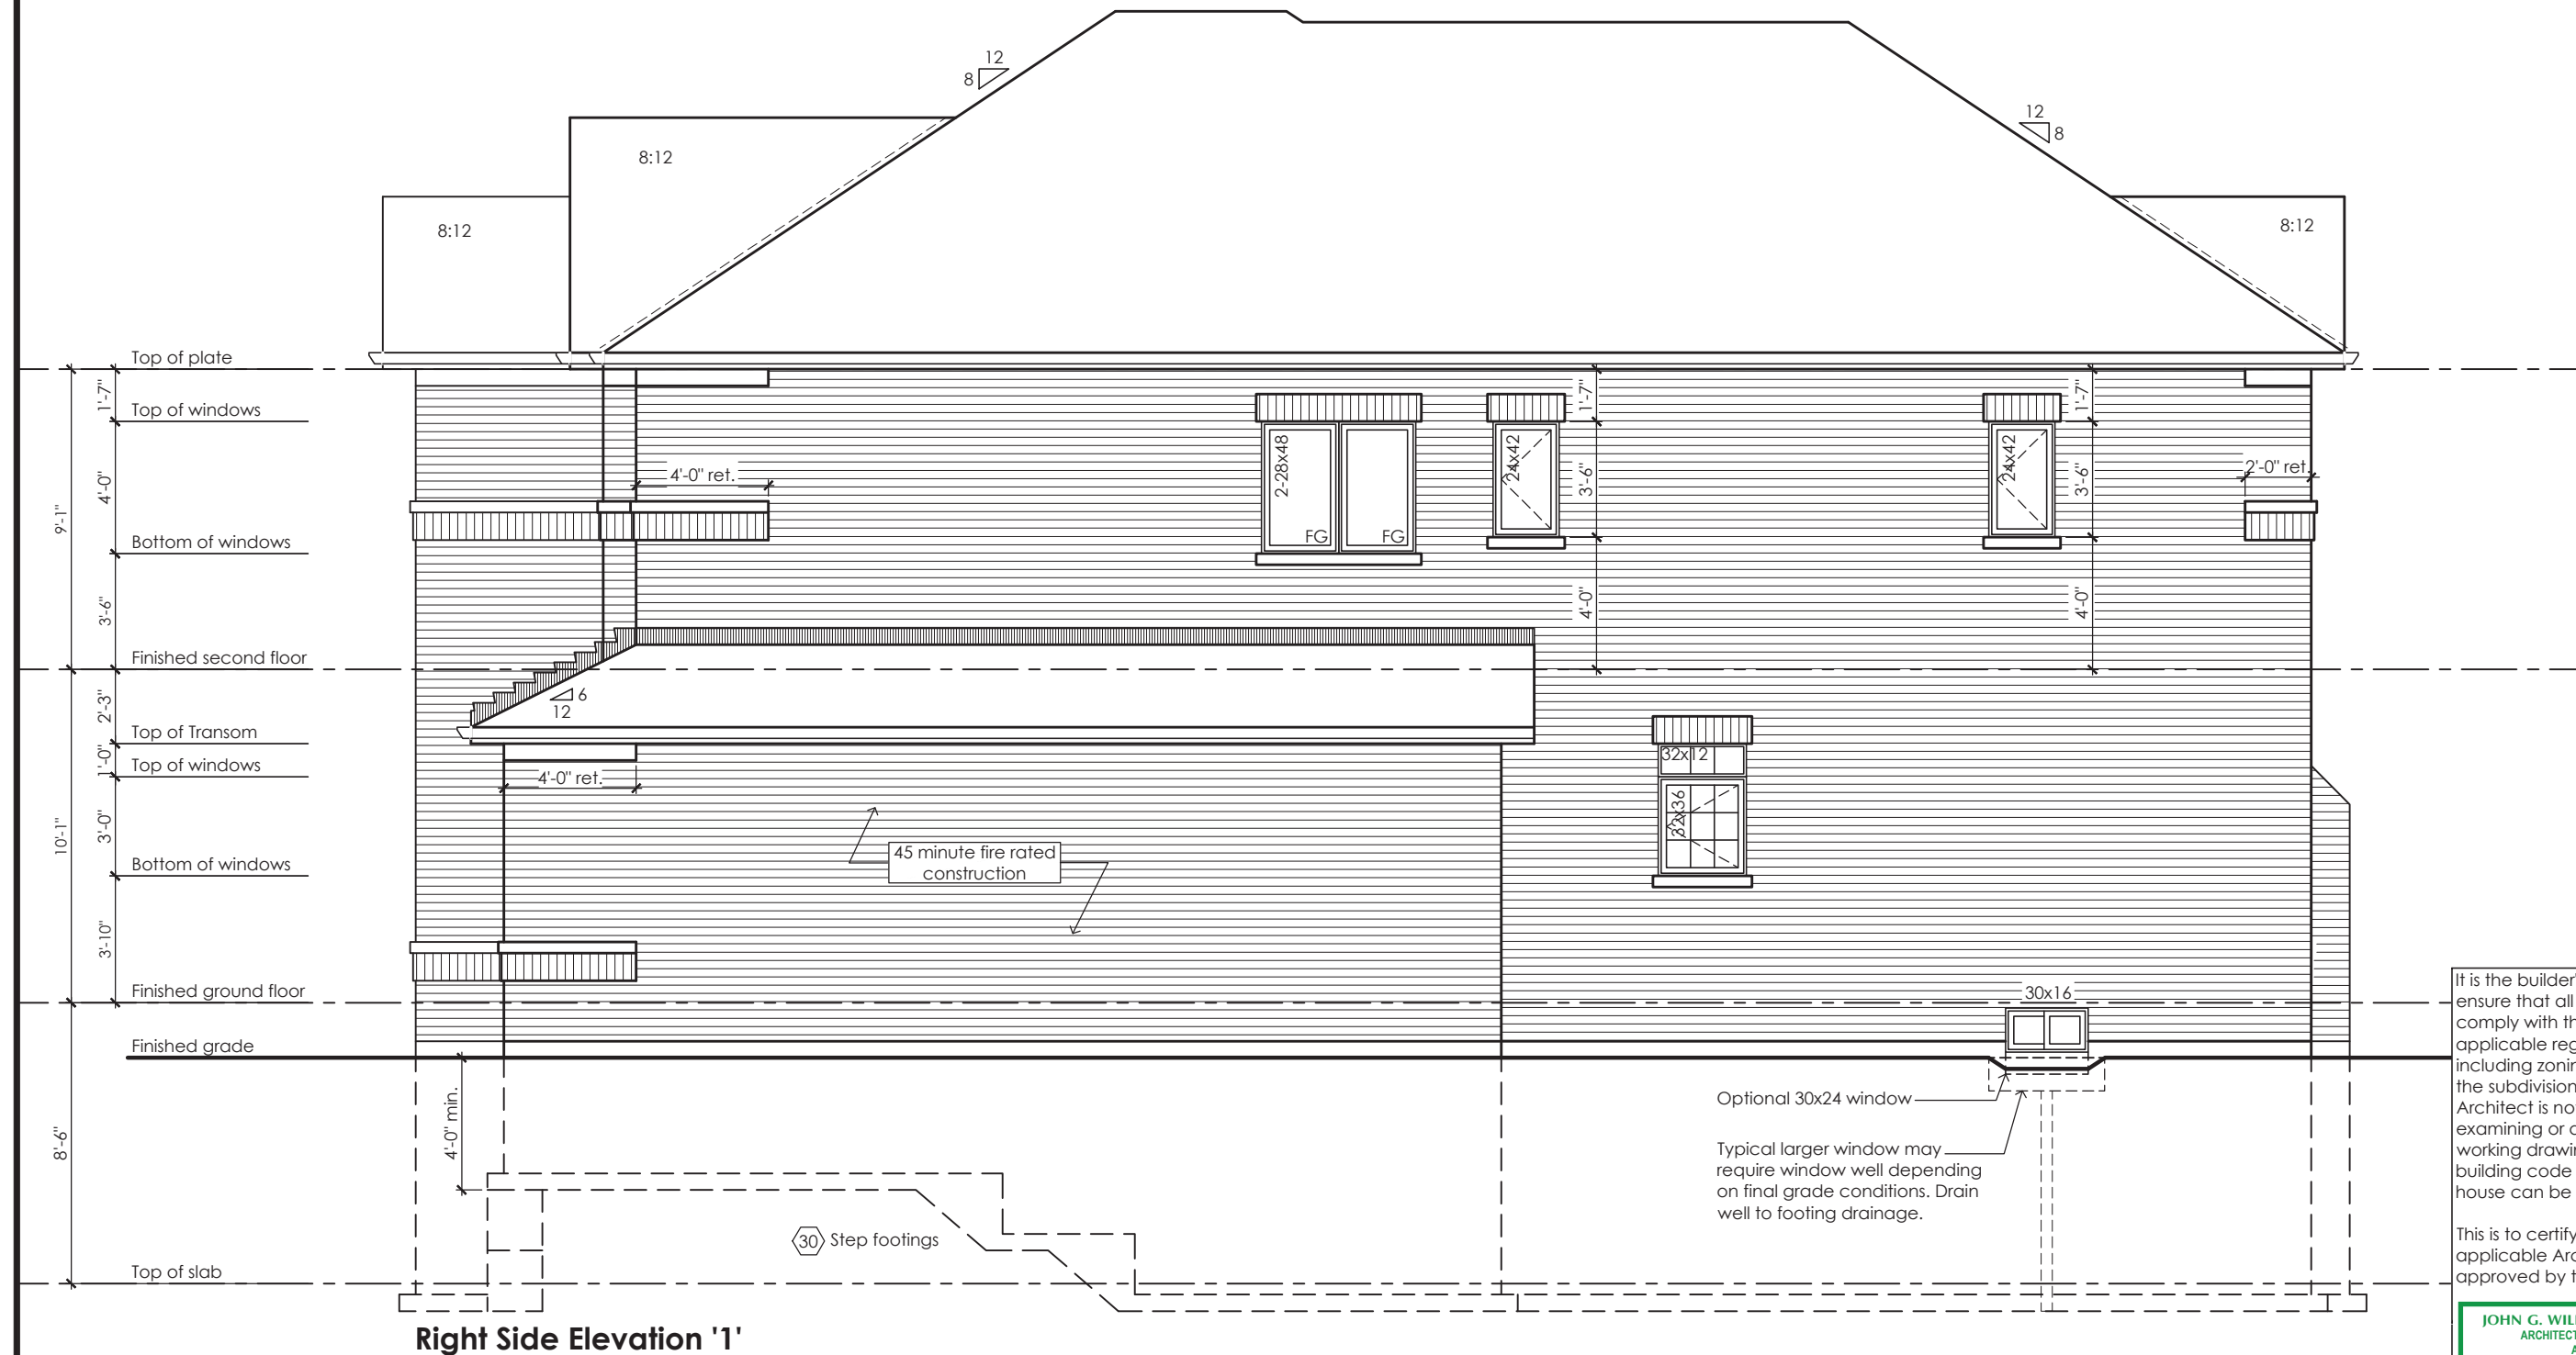 12
8
12
8
8:12
8:12
8:12
Top of plate
1'-7"
Top of windows
4'-0"
9'-1"
Bottom of windows
3'-6"
Finished second floor
2'-3"
Top of Transom
1'-0"
Top of windows
10'-1"
3'-0"
Bottom of windows
3'-10"
Finished ground floor
Finished grade
8'-6"
Top of slab
4'-0" ret.
2-28x48
FG
FG
24x42
1'-7"
3'-6"
4'-0"
24x42
1'-7"
3'-6"
4'-0"
2'-0" ret.
6
12
4'-0" ret.
45 minute fire rated
construction
32x12
32x36
30x16
4'-0" min.
30 Step footings
Optional 30x24 window
Typical larger window may
require window well depending
on final grade conditions. Drain
well to footing drainage.
Right Side Elevation '1'
It is the builder'
ensure that all
comply with th
applicable reg
including zonin
the subdivision
Architect is no
examining or
working drawin
building code
house can be
This is to certify
applicable Arc
approved by t
JOHN G. WIL
ARCHITECT